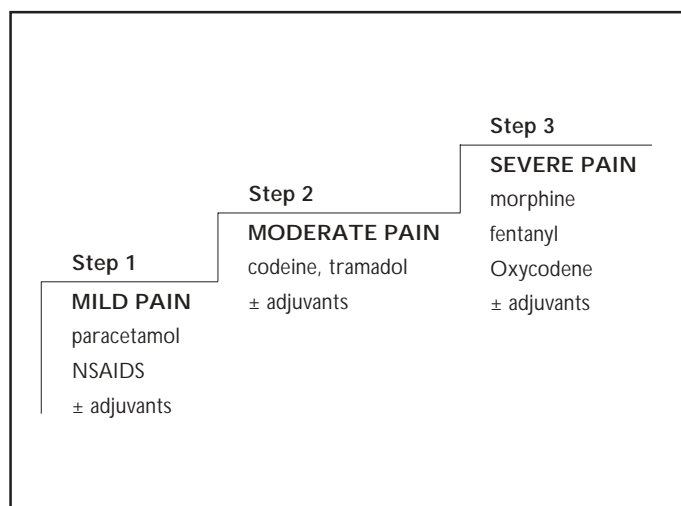 Step 1
MILD PAIN
paracetamol
NSAIDS
± adjuvants
Step 2
MODERATE PAIN
codeine, tramadol
± adjuvants
Step 3
SEVERE PAIN
morphine
fentanyl
Oxycodene
± adjuvants